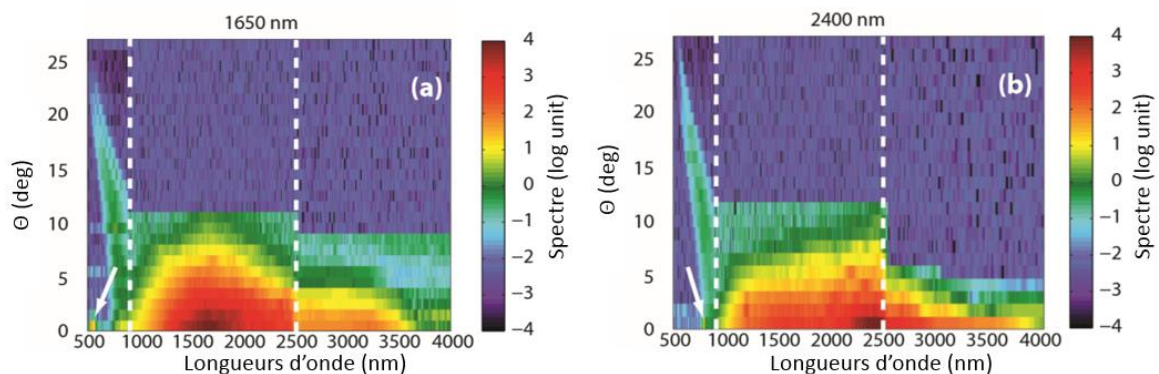 1650 nm
(a)
25
20
15
10
5
0
Θ (deg)
500 1000 1500 2000 2500 3000 3500 4000
Longueurs d'onde (nm)
4
3
2
1
0
−1
−2
−3
−4
Spectre (log unit)
2400 nm
(b)
25
20
15
10
5
0
Θ (deg)
500 1000 1500 2000 2500 3000 3500 4000
Longueurs d'onde (nm)
4
3
2
1
0
−1
−2
−3
−4
Spectre (log unit)